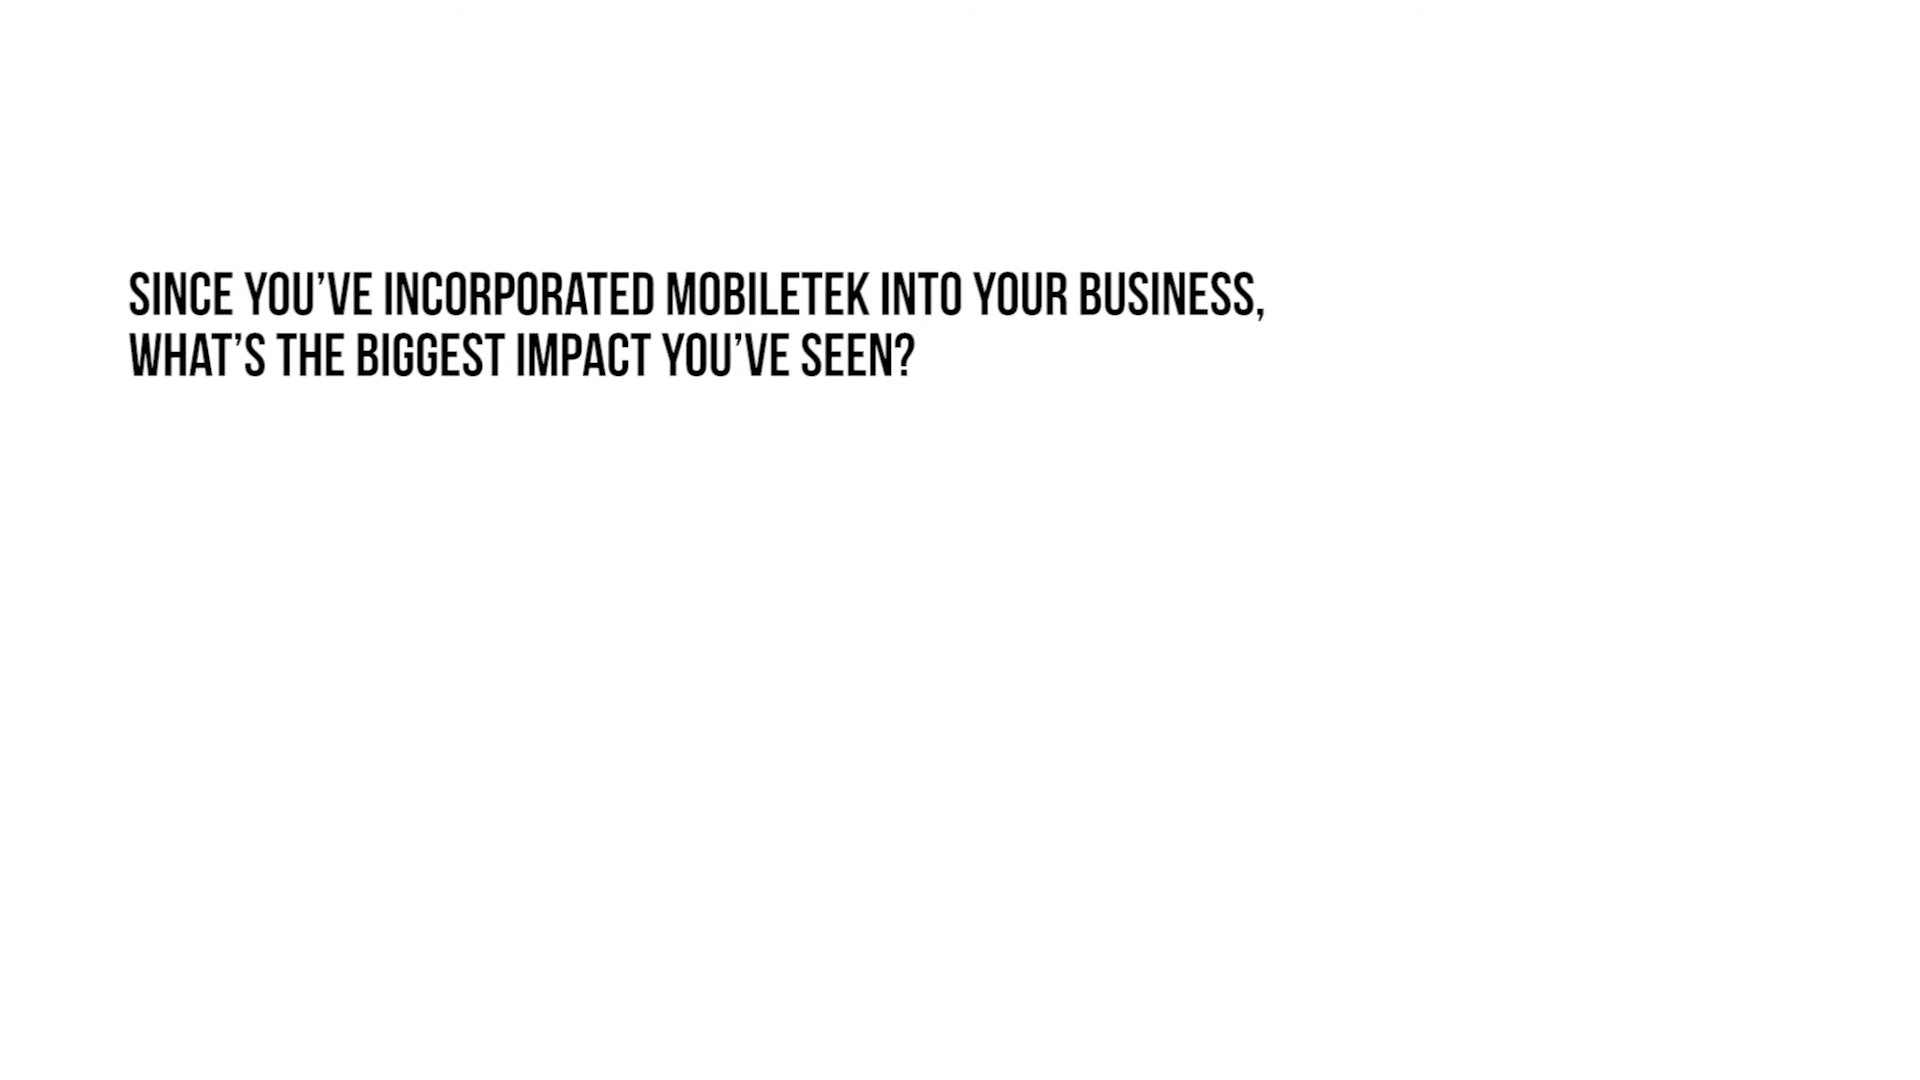 SINCE YOU’VE INCORPORATED MOBILETEK INTO YOUR BUSINESS,
WHAT’S THE BIGGEST IMPACT YOU’VE SEEN?